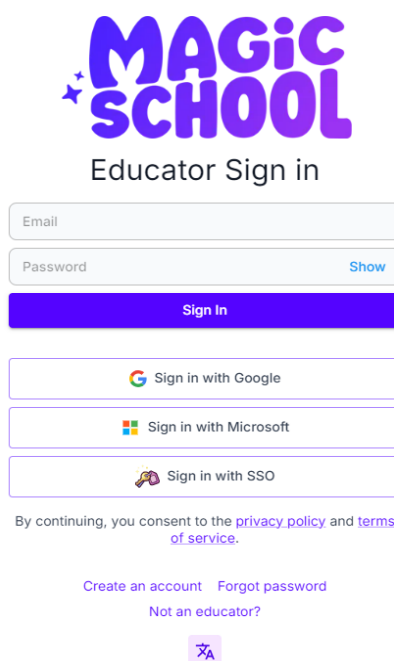 MAGiC
SCHOOL
Educator Sign in
Email
Password Show
Sign In
Sign in with Google
Sign in with Microsoft
Sign in with SSO
By continuing, you consent to the privacy policy and terms
of service.
Create an account Forgot password
Not an educator?
文A